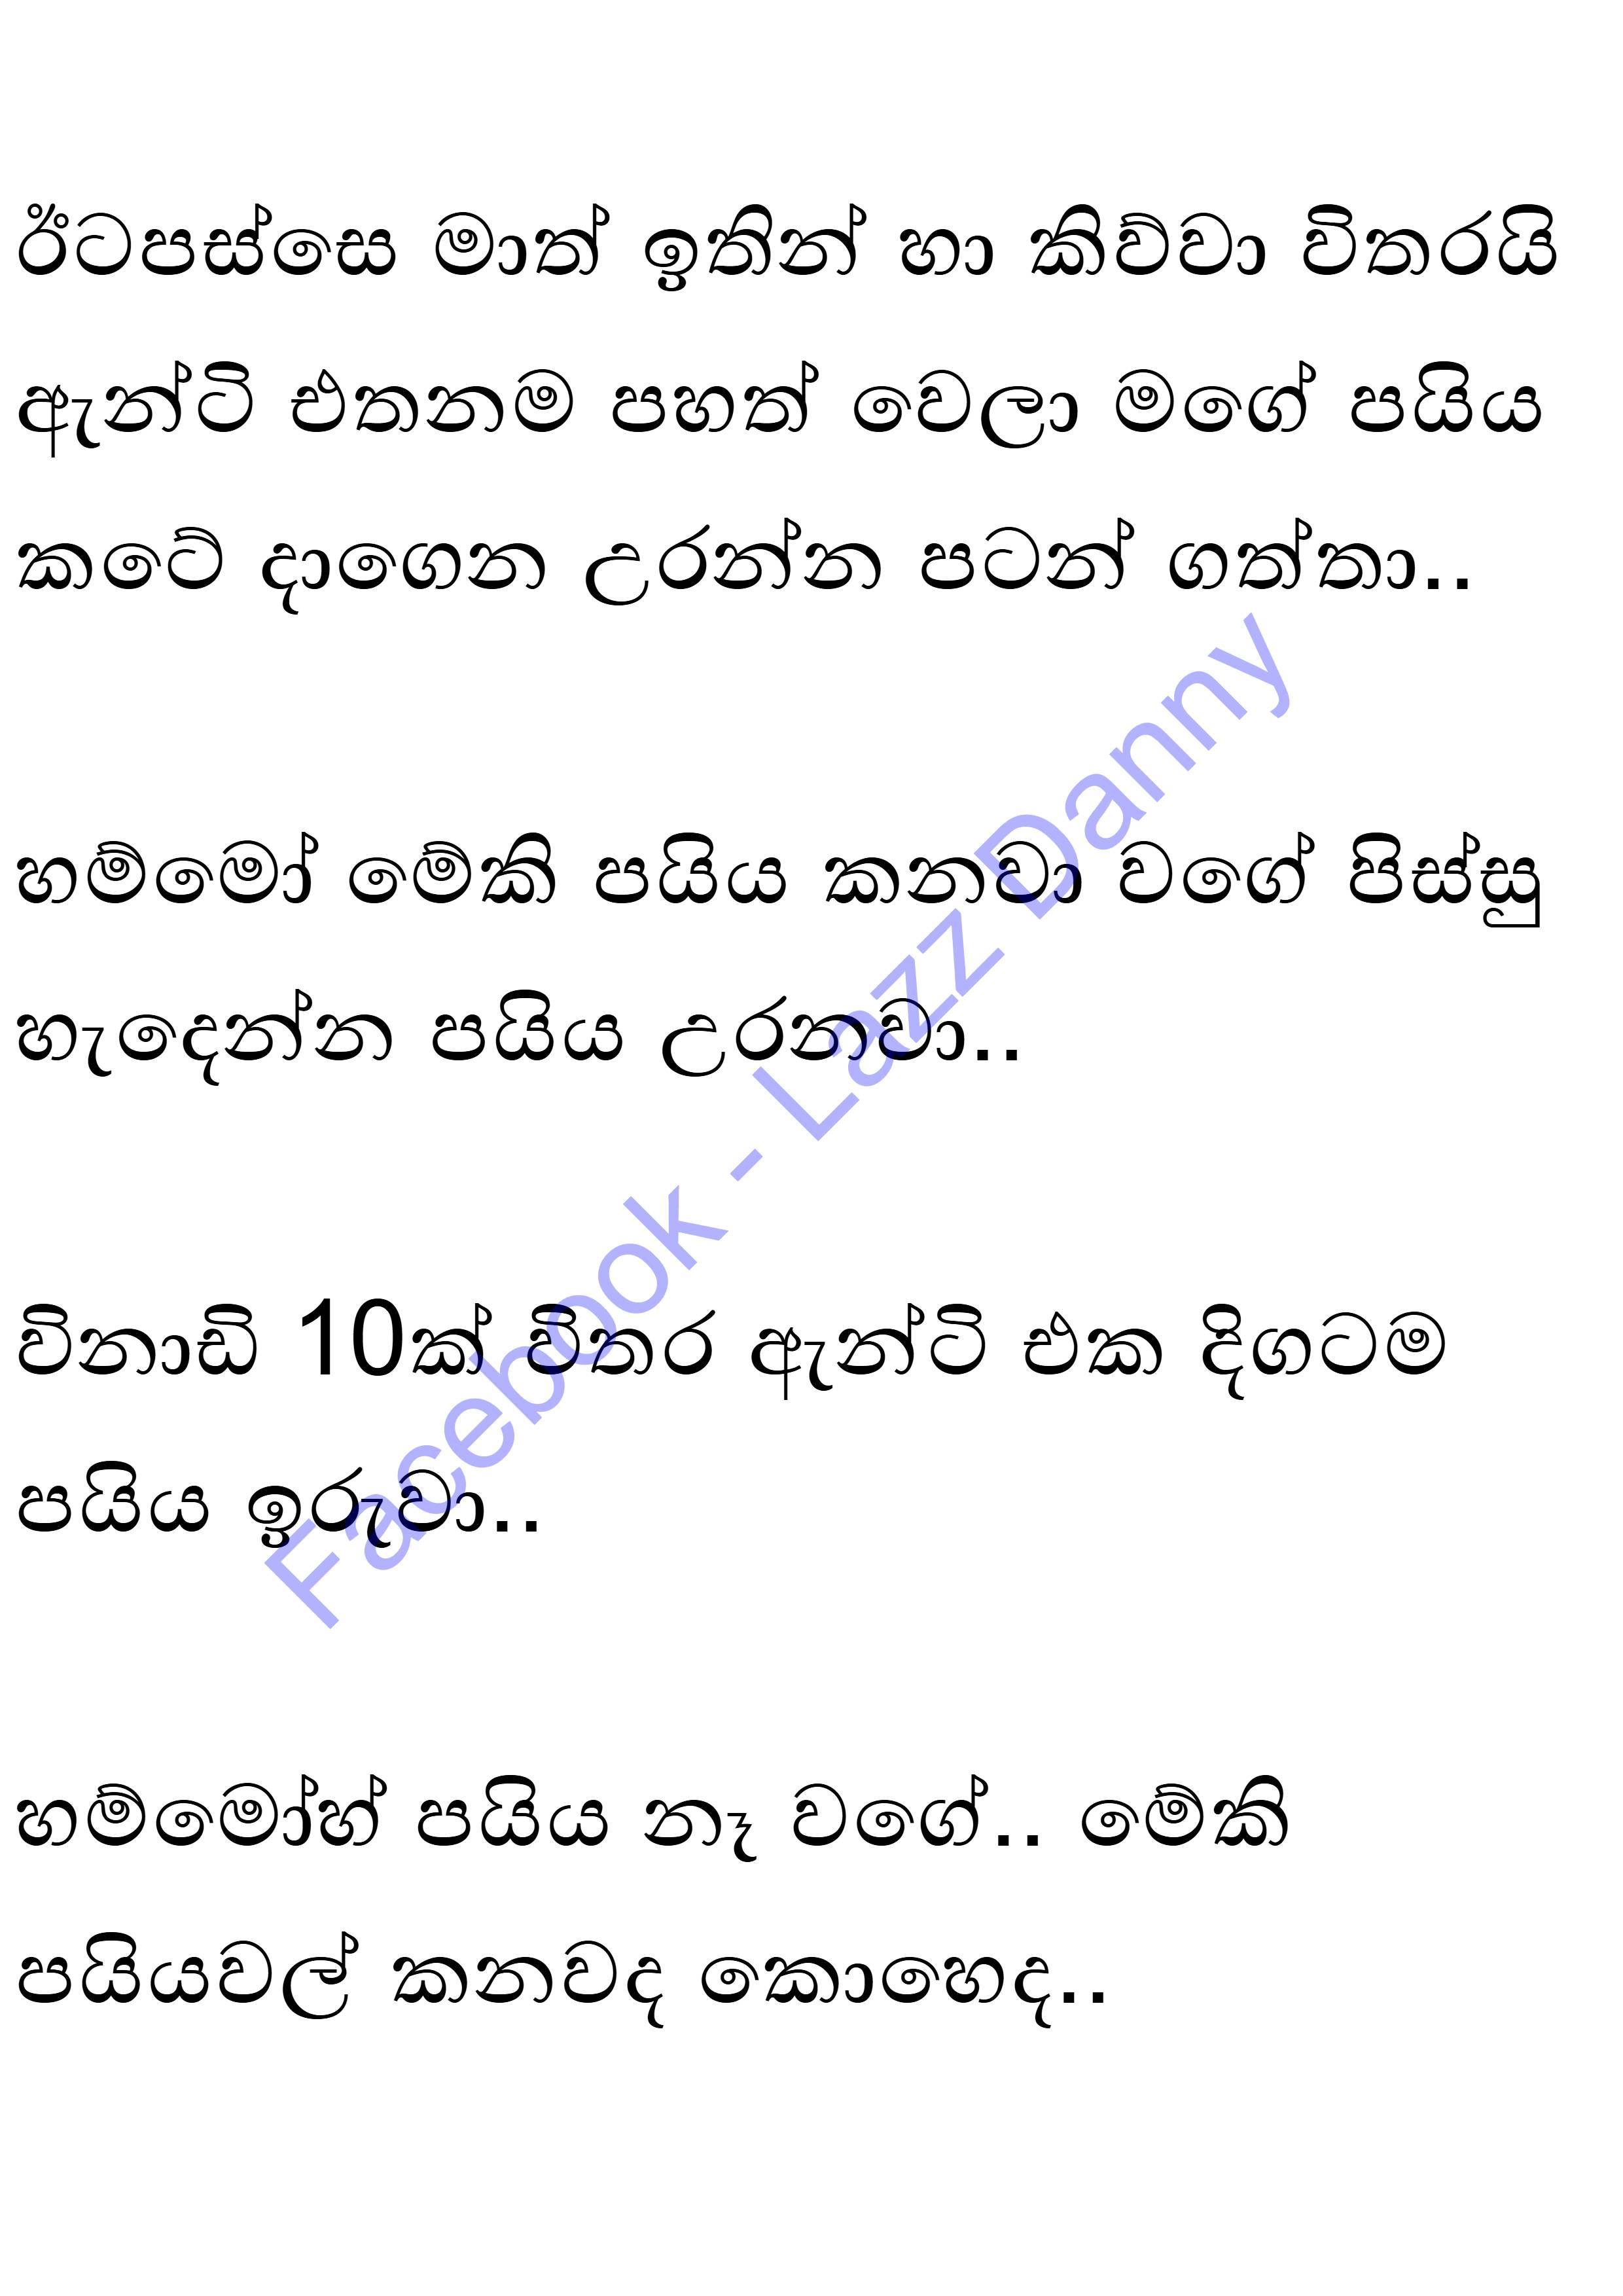 ඊටපස්සෙ මාත් ඉතින් හා කිව්වා විතරයි
ඇන්ටි එතනම පහත් වෙලා මගේ පයිය
කටේ දාගෙන උරන්න පටන් ගත්තා..
හම්මෝ මේකි පයිය කනවා වගේ පිස්සු
හැදෙන්න පයිය උරනවා..
විනාඩි 10ක් විතර ඇන්ටි එක දිගටම
පයිය ඉරුවා..
හම්මෝහ් පයිය නෑ වගේ.. මේකි
පයියවල් කනවද කොහෙද..
Facebook - Lazz Danny